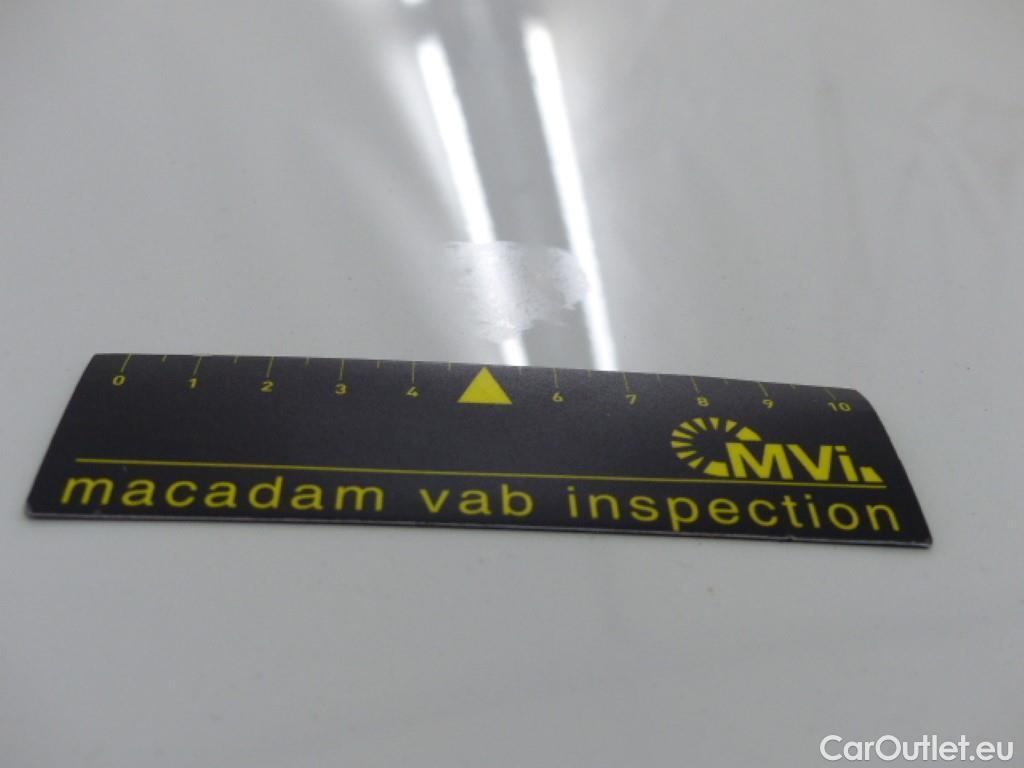 0 1 2 3 4 6 7 8 9 10
MVi
macadam vab inspection
CarOutlet.eu